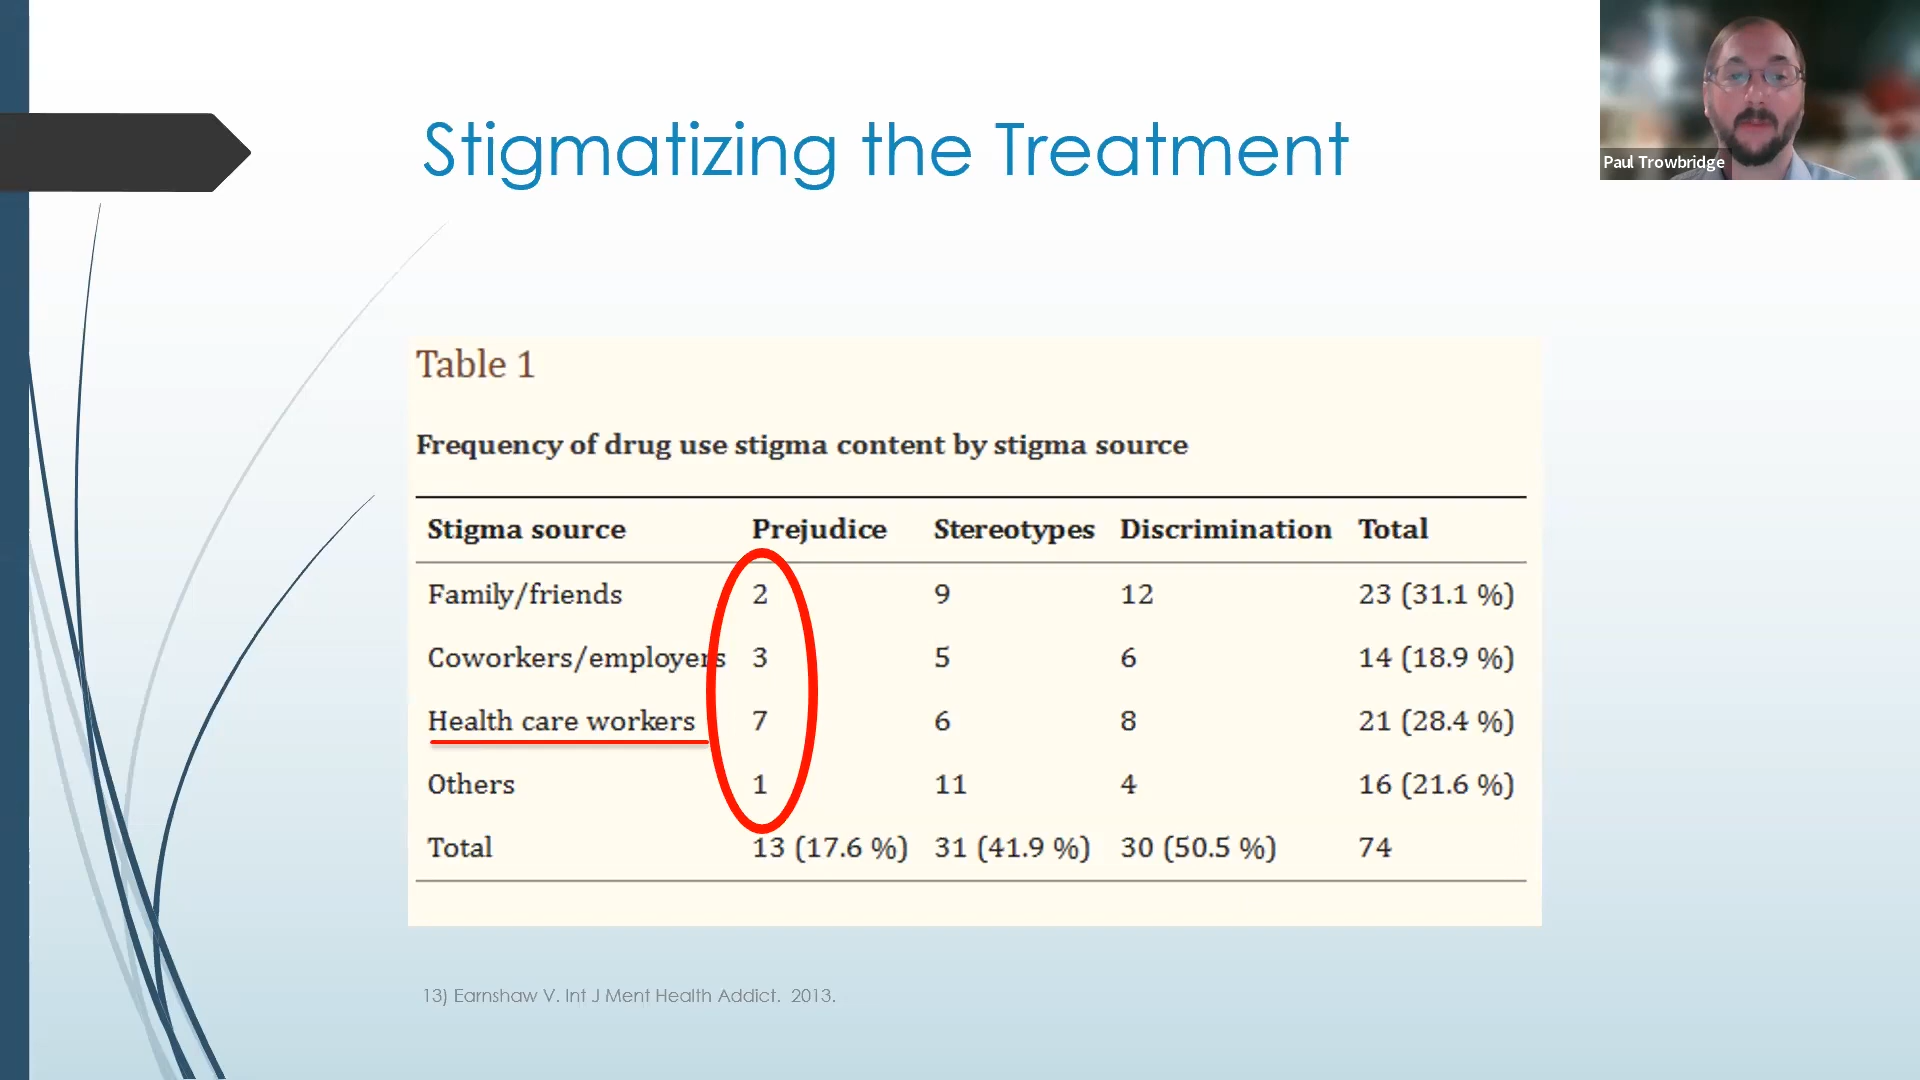 Stigmatizing the Treatment
Paul Trowbridge
Table 1
Frequency of drug use stigma content by stigma source
Stigma source Prejudice Stereotypes Discrimination Total
Family/friends 2 9 12 23 (31.1 %)
Coworkers/employers 3 5 6 14 (18.9 %)
Health care workers 7 6 8 21 (28.4 %)
Others 1 11 4 16 (21.6 %)
Total 13 (17.6 %) 31 (41.9 %) 30 (50.5 %) 74
13) Earnshaw V. Int J Ment Health Addict. 2013.